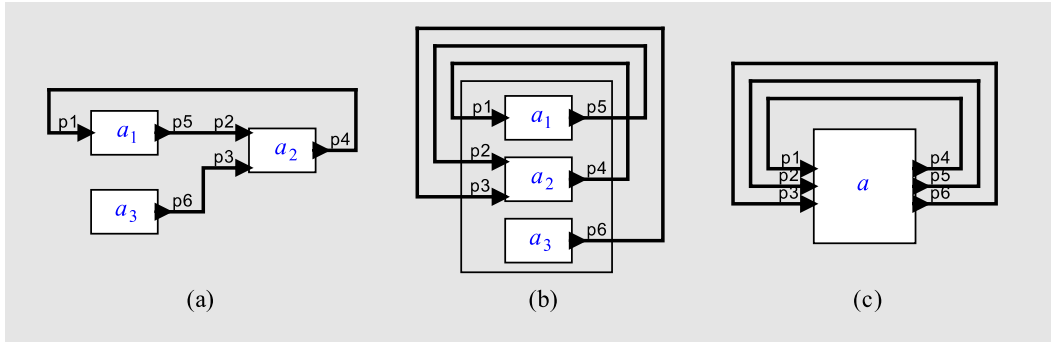 p1 a1 p5 p2 a2 p4
p3
a3 p6
(a)
p1 a1 p5
p2 a2 p4
p3
a3 p6
(b)
p1 a p4
p2 p5
p3 p6
(c)